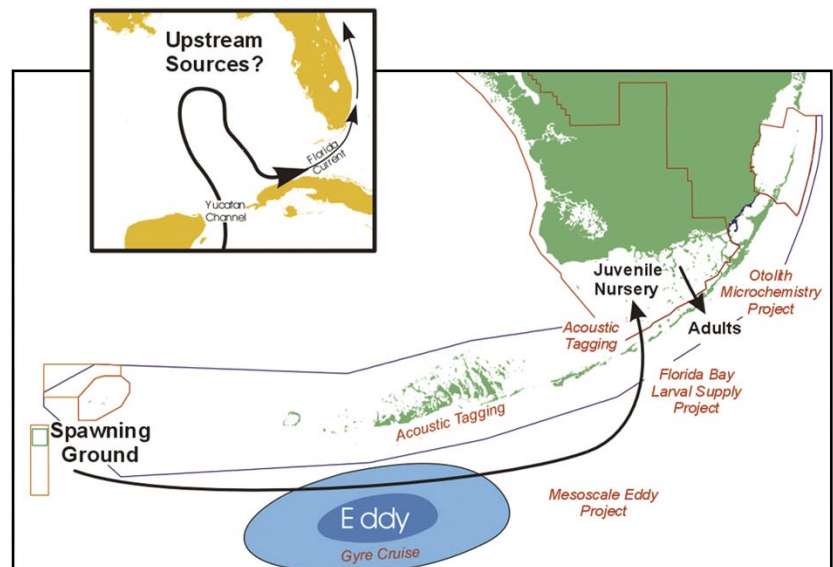 Upstream
Sources?
Florida
Current
Yucatan
Channel
Juvenile
Nursery
Otolith
Microchemistry
Project
Acoustic
Tagging
Adults
Florida Bay
Larval Supply
Project
Acoustic Tagging
Spawning
Ground
Mesoscale Eddy
Project
Eddy
Gyre Cruise